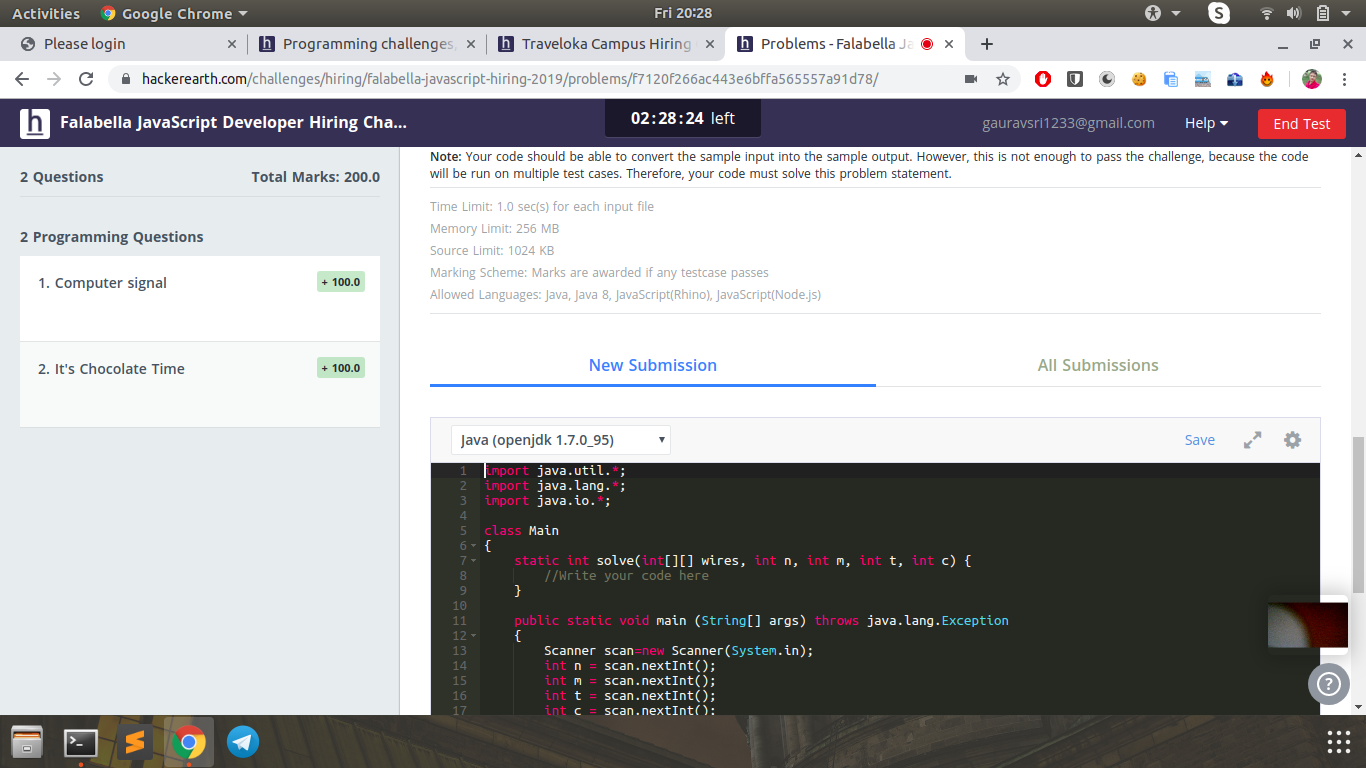 Activities
Google Chrome
Fri 20:28
S
Please login
Programming challenges,
Traveloka Campus Hiring
Problems - Falabella Ja
hackerearth.com/challenges/hiring/falabella-javascript-hiring-2019/problems/f7120f266ac443e6bffa565557a91d78/
h
Falabella JavaScript Developer Hiring Cha...
02:28:24 left
gauravsri1233@gmail.com
Help
End Test
2 Questions
Total Marks: 200.0
2 Programming Questions
1. Computer signal
+ 100.0
2. It's Chocolate Time
+ 100.0
Note: Your code should be able to convert the sample input into the sample output. However, this is not enough to pass the challenge, because the code
will be run on multiple test cases. Therefore, your code must solve this problem statement.
Time Limit: 1.0 sec(s) for each input file
Memory Limit: 256 MB
Source Limit: 1024 KB
Marking Scheme: Marks are awarded if any testcase passes
Allowed Languages: Java, Java 8, JavaScript(Rhino), JavaScript(Node.js)
New Submission
All Submissions
Java (openjdk 1.7.0_95)
Save
1 import java.util.*;
2 import java.lang.*;
3 import java.io.*;
4
5 class Main
6 {
7 static int solve(int[][] wires, int n, int m, int t, int c) {
8 //Write your code here
9 }
10
11 public static void main (String[] args) throws java.lang.Exception
12 {
13 Scanner scan=new Scanner(System.in);
14 int n = scan.nextInt();
15 int m = scan.nextInt();
16 int t = scan.nextInt();
17 int c = scan.nextInt();
?